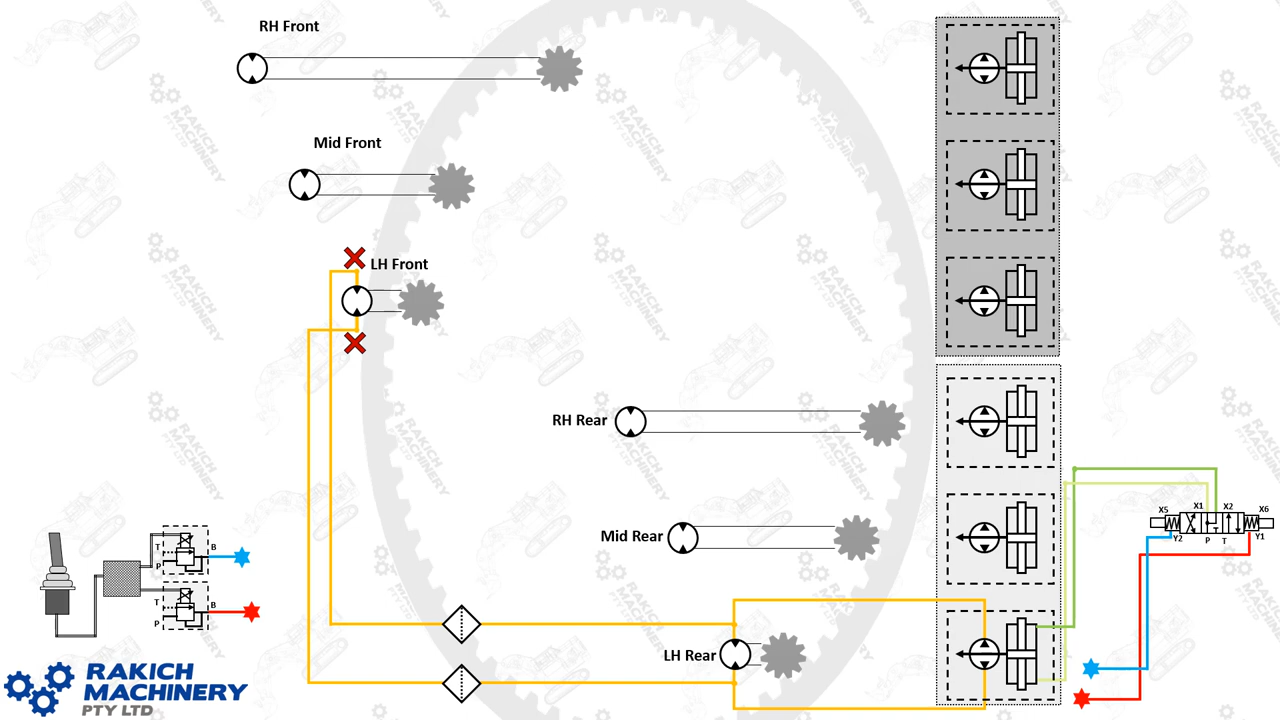 RH Front
Mid Front
LH Front
RH Rear
Mid Rear
LH Rear
X5
X1
X2
X6
Y2
P
T
Y1
T
P
B
T
P
B
RAKICH
MACHINERY
PTY LTD